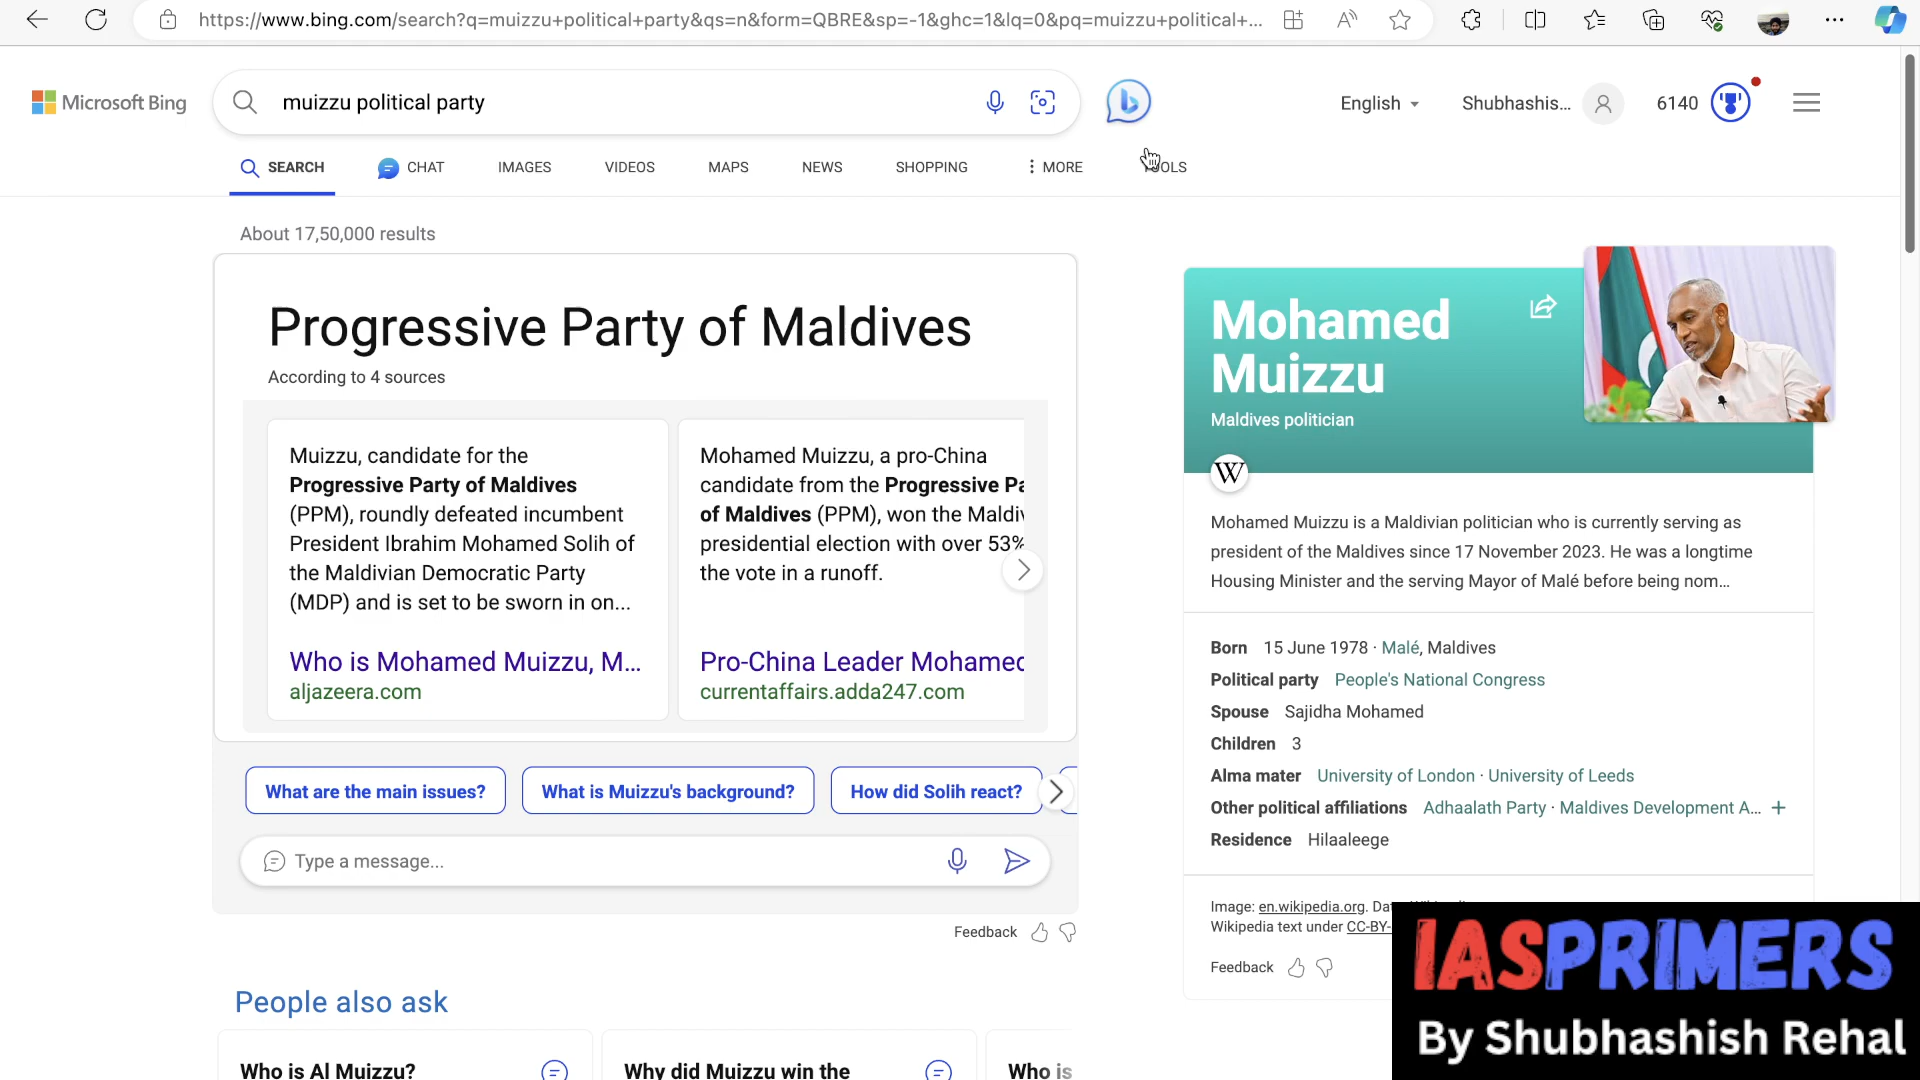 https://www.bing.com/search?q=muizzu+political+party&qs=n&form=QBRE&sp=-1&ghc=1&lq=0&pq=muizzu+political+...
Microsoft Bing
muizzu political party
English
Shubhashis...
6140
SEARCH
CHAT
IMAGES
VIDEOS
MAPS
NEWS
SHOPPING
MORE
About 17,50,000 results
Progressive Party of Maldives
According to 4 sources
Muizzu, candidate for the
Progressive Party of Maldives
(PPM), roundly defeated incumbent
President Ibrahim Mohamed Solih of
the Maldivian Democratic Party
(MDP) and is set to be sworn in on...
Who is Mohamed Muizzu, M...
aljazeera.com
Mohamed Muizzu, a pro-China
candidate from the Progressive Pa
of Maldives (PPM), won the Maldiv
presidential election with over 53%
the vote in a runoff.
Pro-China Leader Mohamed
currentaffairs.adda247.com
What are the main issues?
What is Muizzu's background?
How did Solih react?
Type a message...
Feedback
People also ask
Who is Al Muizzu?
Why did Muizzu win the
Who is
Mohamed
Muizzu
Maldives politician
W
Mohamed Muizzu is a Maldivian politician who is currently serving as
president of the Maldives since 17 November 2023. He was a longtime
Housing Minister and the serving Mayor of Malé before being nom...
Born 15 June 1978 · Malé, Maldives
Political party People's National Congress
Spouse Sajidha Mohamed
Children 3
Alma mater University of London · University of Leeds
Other political affiliations Adhaalath Party · Maldives Development A... +
Residence Hilaaleege
Image: en.wikipedia.org.
Wikipedia text under CC-BY-
Feedback
IASPRIMERS
By Shubhashish Rehal